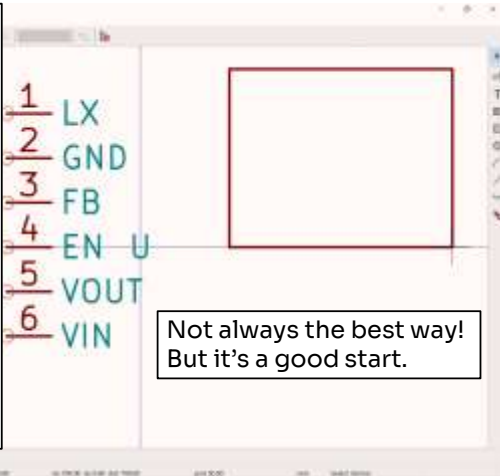 1 LX
2 GND
3 FB
4 EN U
5 VOUT
6 VIN
Not always the best way!
But it's a good start.